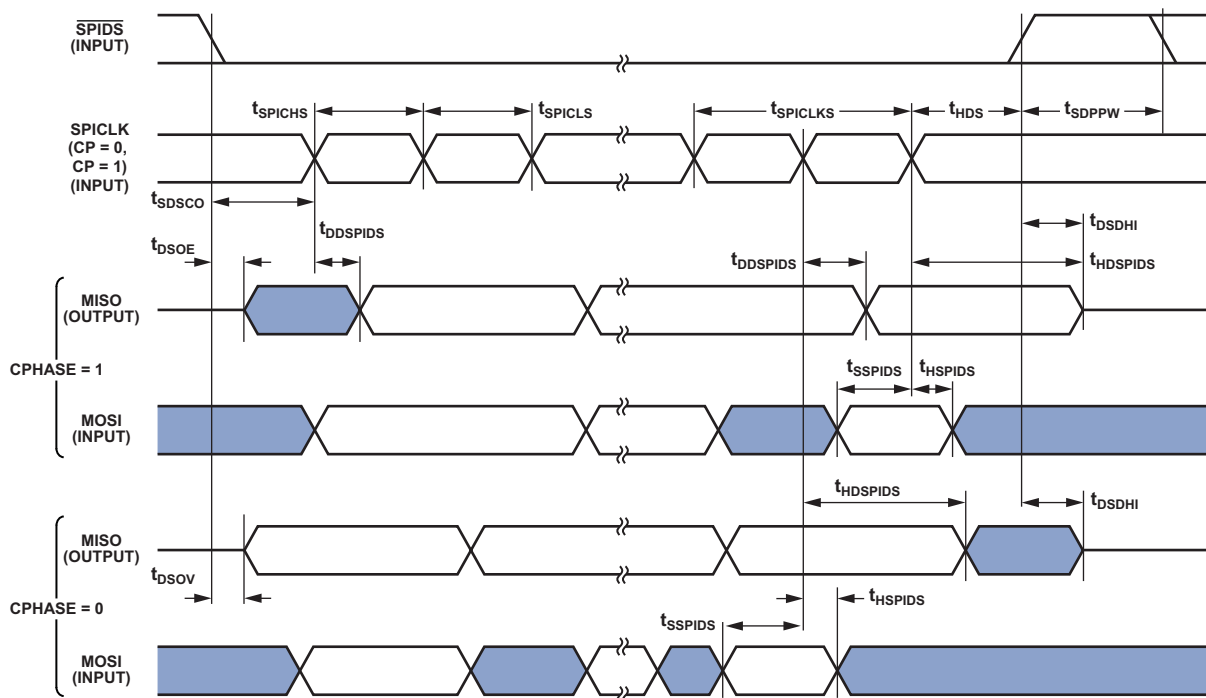 SPIDS
(INPUT)
tSPICHS
tSPICLS
tSPICLKS
tHDS
tSDPPW
SPICLK
(CP = 0,
CP = 1)
(INPUT)
tSDSCO
tDDSPIDS
tDSOE
tDSDHI
tDDSPIDS
tHDSPIDS
MISO
(OUTPUT)
CPHASE = 1
tSSPIDS
tHSPIDS
MOSI
(INPUT)
tHDSPIDS
tDSDHI
MISO
(OUTPUT)
tDSOV
CPHASE = 0
tHSPIDS
tSSPIDS
MOSI
(INPUT)